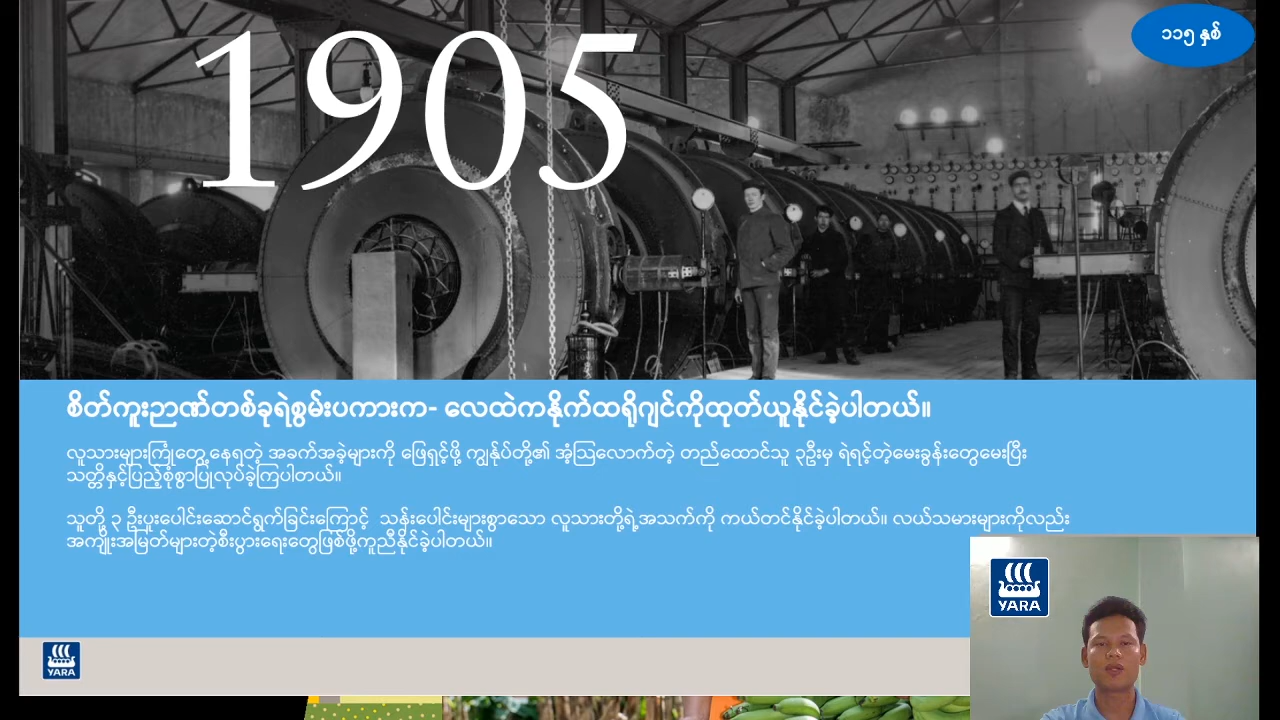 1905
၁၁၅ နှစ်
စိတ်ကူးဉာဏ်တစ်ခုရဲ့စွမ်းပကားက- လေထဲကနိုက်ထရိုဂျင်ကိုထုတ်ယူနိုင်ခဲ့ပါတယ်။
လူသားများကြုံတွေ့နေရတဲ့ အခက်အခဲများကို ဖြေရှင့်ဖို့ ကျွန်ုပ်တို့၏ အံ့သြလောက်တဲ့ တည်ထောင်သူ ၃ဦးမှ ရဲရင့်တဲ့မေးခွန်းတွေမေးပြီး
သတ္တိနှင့်ပြည့်စုံစွာပြုလုပ်ခဲ့ကြပါတယ်။
သူတို့ ၃ ဦးပူးပေါင်းဆောင်ရွက်ခြင်းကြောင့် သန်းပေါင်းများစွာသော လူသားတို့ရဲ့အသက်ကို ကယ်တင်နိုင်ခဲ့ပါတယ်။ လယ်သမားများကိုလည်း
အကျိုးအမြတ်များတဲ့စီးပွားရေးတွေဖြစ်ဖို့ကူညီနိုင်ခဲ့ပါတယ်။
YARA
YARA